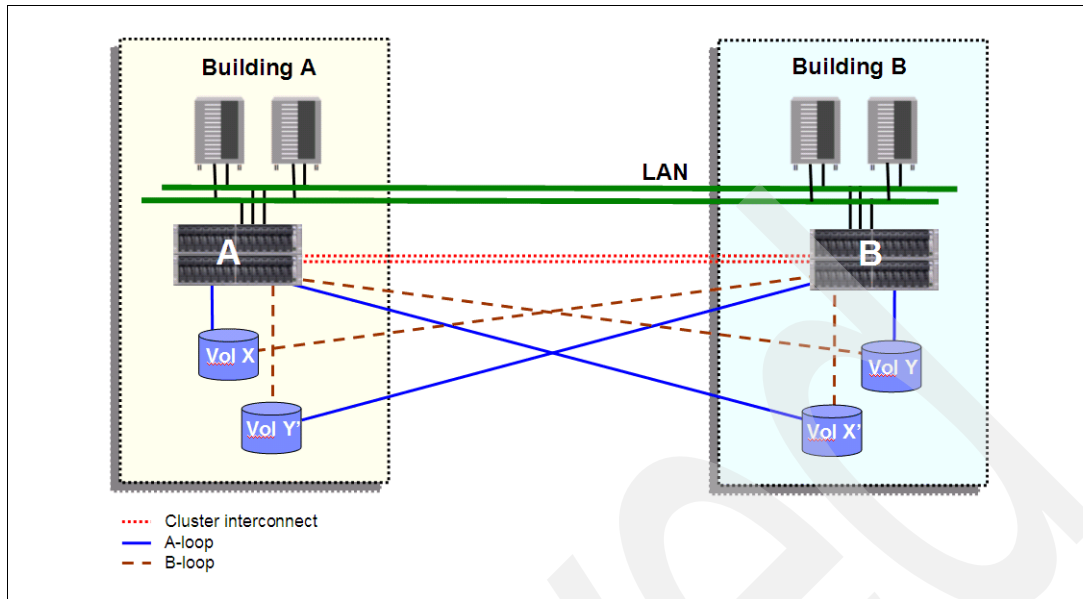 Building A
Building B
LAN
A
B
Vol X
Vol Y
Vol Y'
Vol X'
Cluster interconnect
A-loop
B-loop